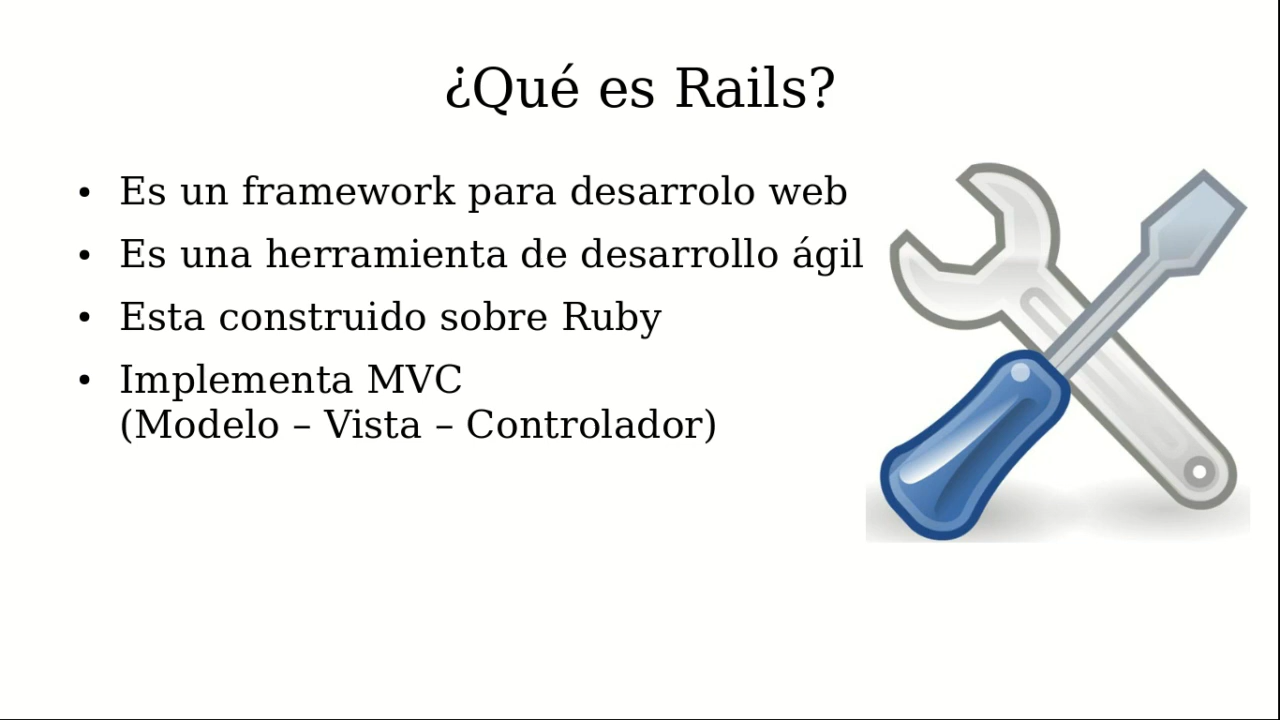 ¿Qué es Rails?
• Es un framework para desarrolo web
• Es una herramienta de desarrollo ágil
• Esta construido sobre Ruby
• Implementa MVC
(Modelo – Vista – Controlador)